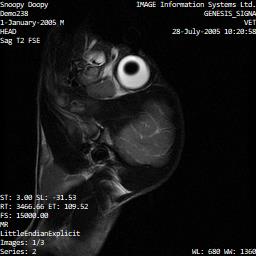 Snoopy Doopy
IMAGE Information Systems Ltd.
Demo238
GENESIS_SIGNA
1-January-2005 M
VET
HEAD
28-July-2005 10:20:58
Sag T2 FSE
ST: 3.00 SL: -31.53
RT: 3466.66 ET: 109.52
FS: 15000.00
MR
LittleEndianExplicit
Images: 1/3
Series: 2
WL: 680 WW: 1360